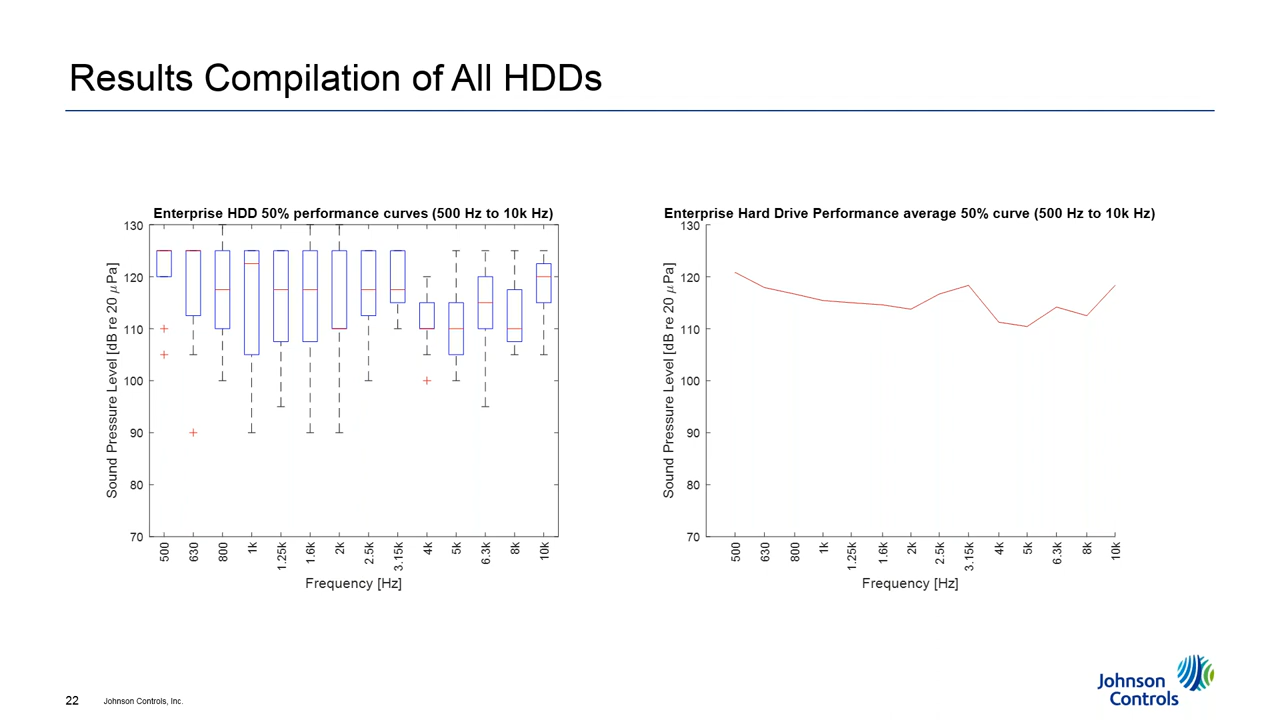 Results Compilation of All HDDs
Enterprise HDD 50% performance curves (500 Hz to 10k Hz)
130
120
110
100
90
80
70
Sound Pressure Level [dB re 20 μPa]
500
630
800
1k
1.25k
1.6k
2k
2.5k
3.15k
4k
5k
6.3k
8k
10k
Frequency [Hz]
Enterprise Hard Drive Performance average 50% curve (500 Hz to 10k Hz)
130
120
110
100
90
80
70
Sound Pressure Level [dB re 20 μPa]
500
630
800
1k
1.25k
1.6k
2k
2.5k
3.15k
4k
5k
6.3k
8k
10k
Frequency [Hz]
22
Johnson Controls, Inc.
Johnson
Controls